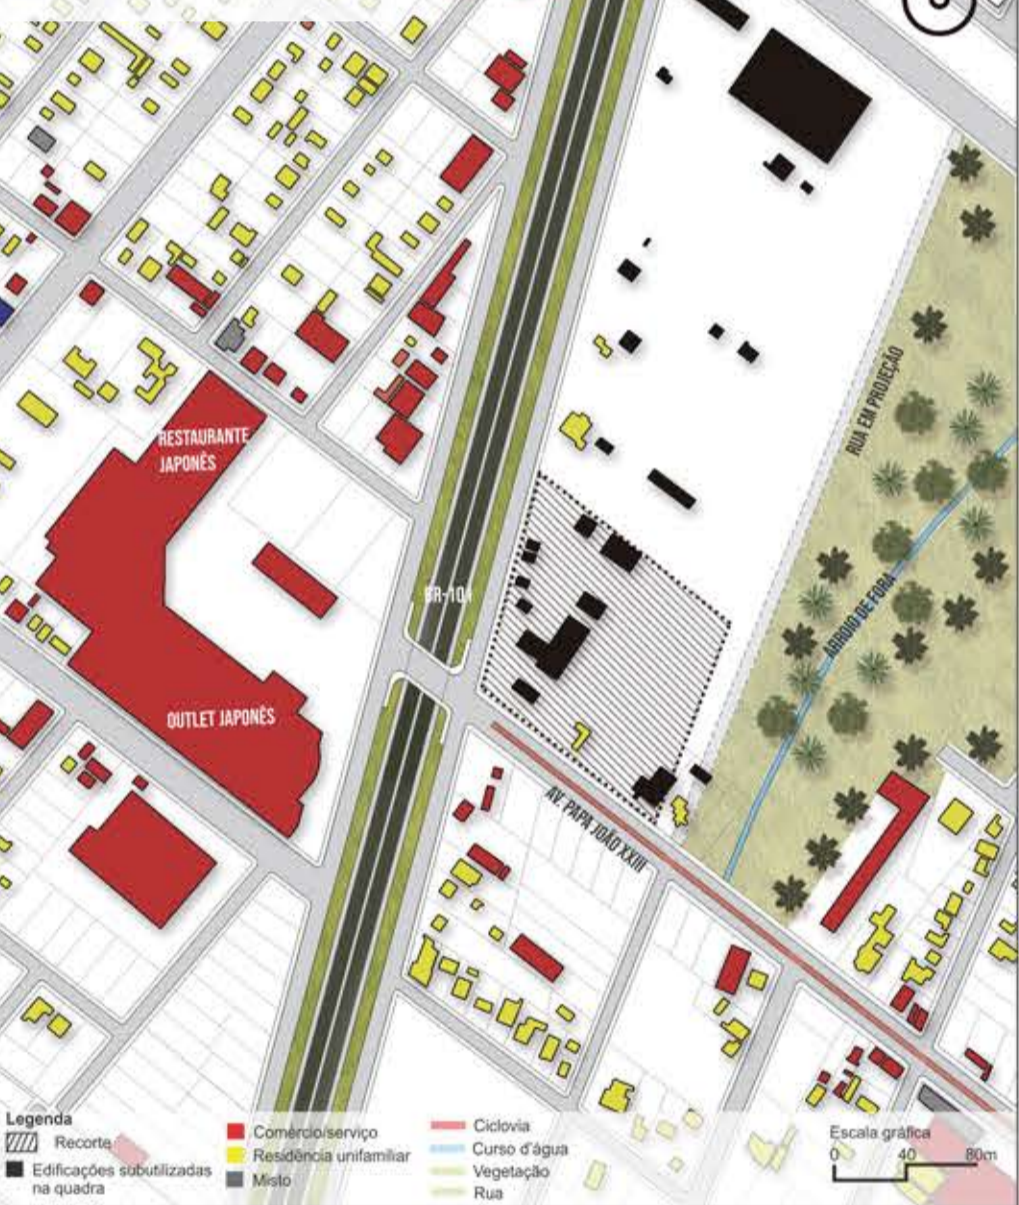 RUA EM PROJEÇÃO
RESTAURANTE
JAPONÊS
BR-101
ARROIO DE FORA
OUTLET JAPONÊS
AV. PAPA JOÃO XXIII
Legenda
Recorte
Edificações subutilizadas
na quadra
Comércio/serviço
Residência unifamiliar
Misto
Ciclovia
Curso d'água
Vegetação
Rua
Escala gráfica
0 40 80m